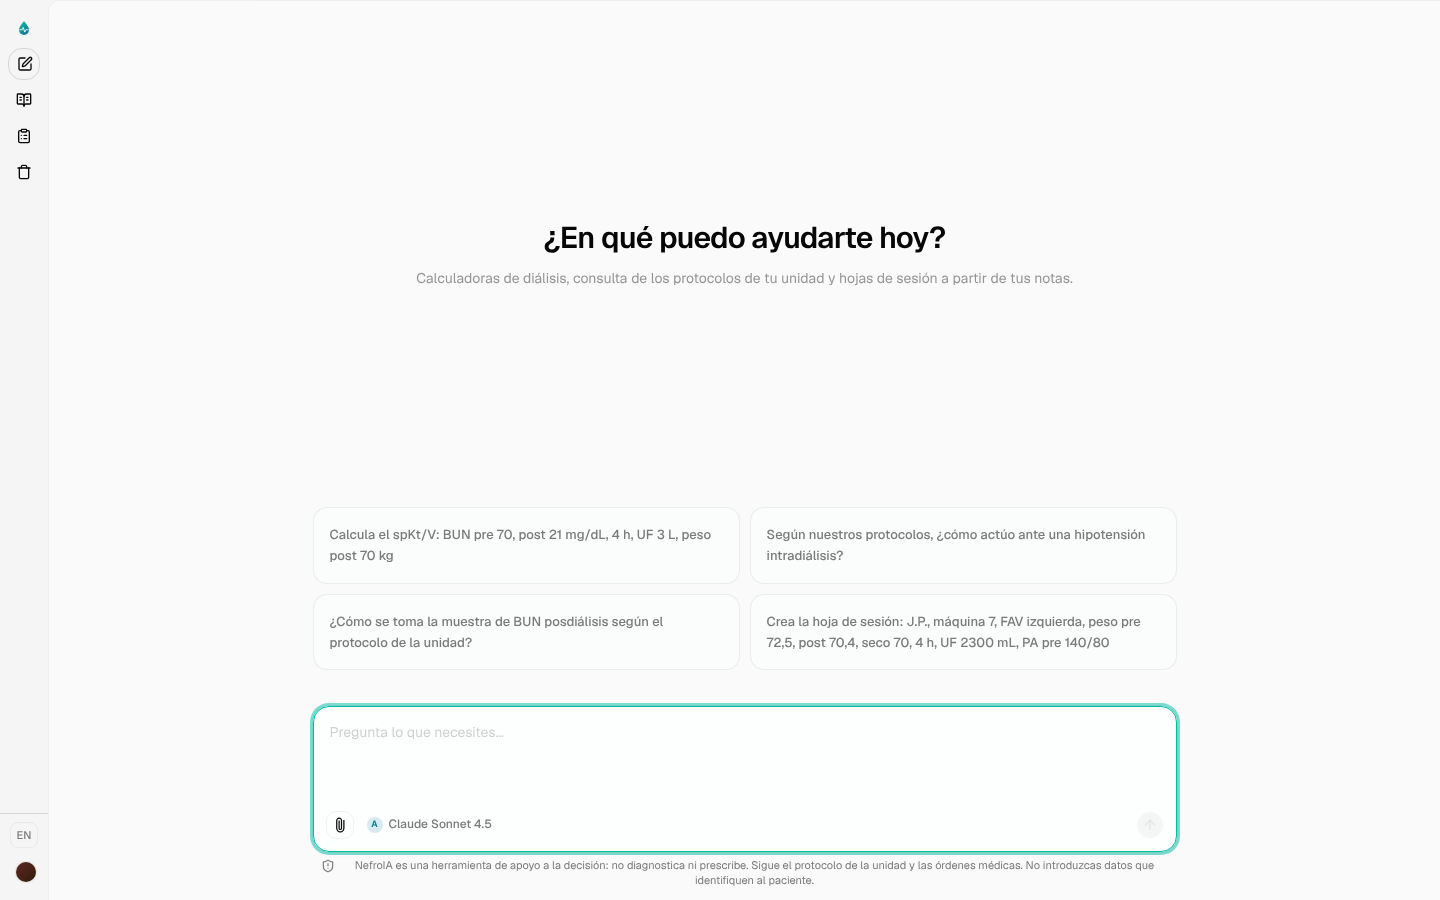 ¿En qué puedo ayudarte hoy?
Calculadoras de diálisis, consulta de los protocolos de tu unidad y hojas de sesión a partir de tus notas.
Calcula el spKt/V: BUN pre 70, post 21 mg/dL, 4 h, UF 3 L, peso
post 70 kg
Según nuestros protocolos, ¿cómo actúo ante una hipotensión
intradiálisis?
¿Cómo se toma la muestra de BUN posdiálisis según el
protocolo de la unidad?
Crea la hoja de sesión: J.P., máquina 7, FAV izquierda, peso pre
72,5, post 70,4, seco 70, 4 h, UF 2300 mL, PA pre 140/80
Pregunta lo que necesites...
A Claude Sonnet 4.5
EN
NefroIA es una herramienta de apoyo a la decisión: no diagnostica ni prescribe. Sigue el protocolo de la unidad y las órdenes médicas. No introduzcas datos que
identifiquen al paciente.